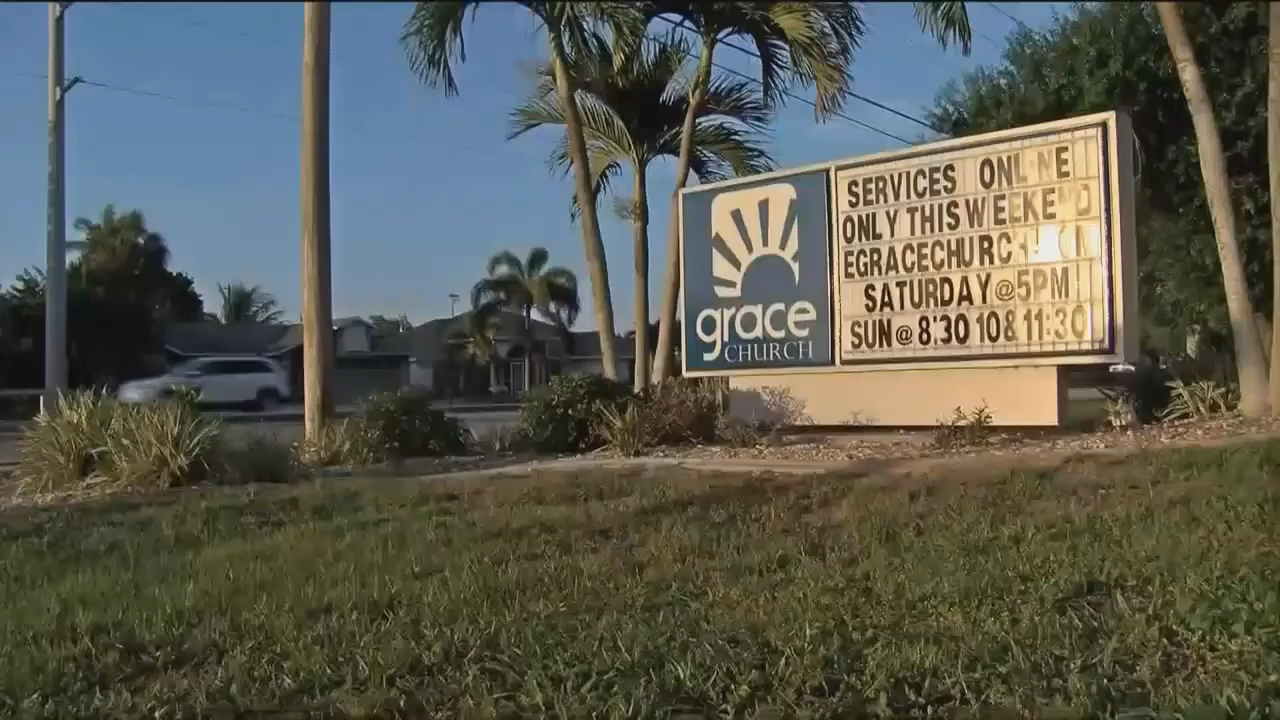 grace
CHURCH
SERVICES ONLINE
ONLY THIS WEEKEND
SATURDAY @ 5PM
SUN @ 8:30 10 & 11:30